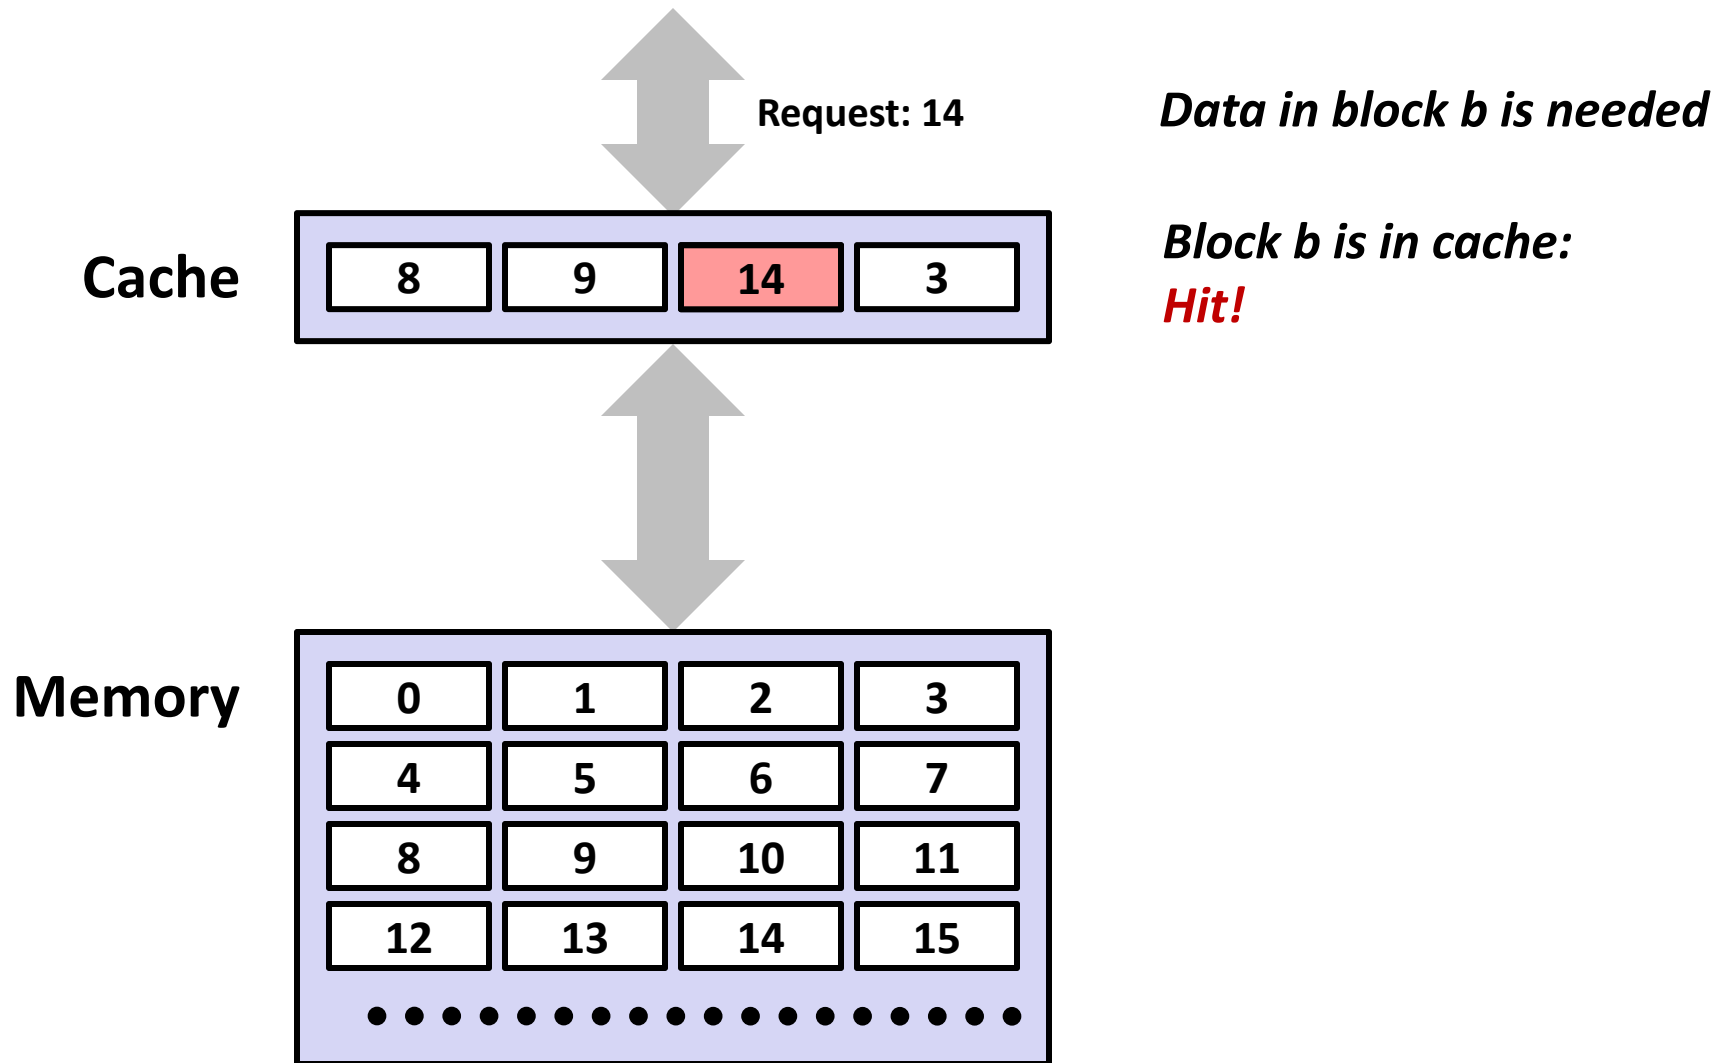 Request: 14
Data in block b is needed
Cache
8 9 14 3
Block b is in cache:
Hit!
Memory
0 1 2 3
4 5 6 7
8 9 10 11
12 13 14 15